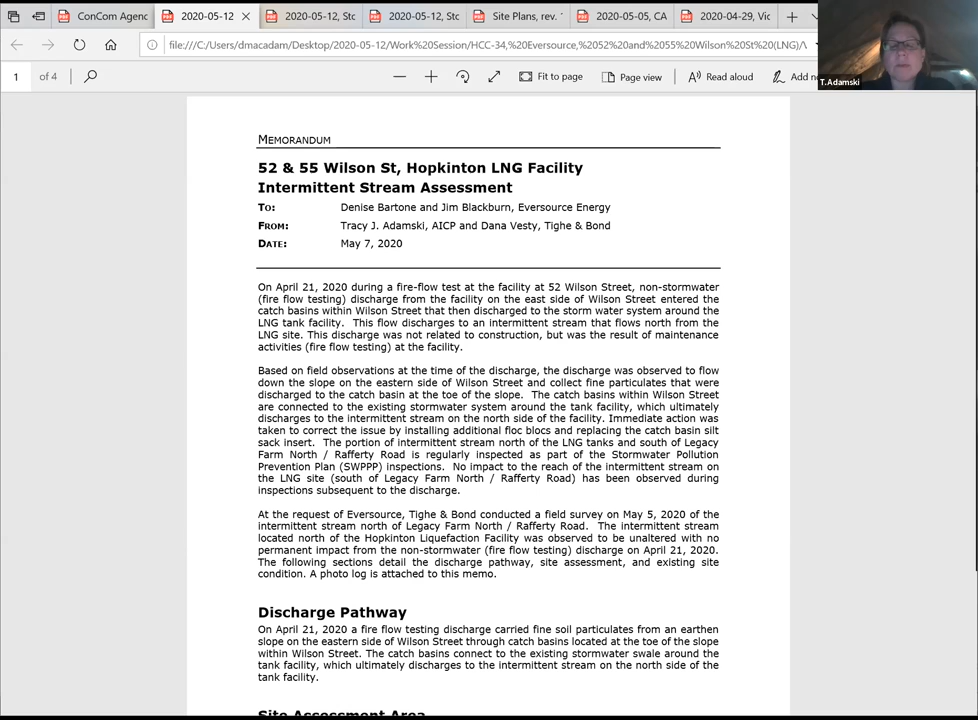 ConCom Agenc
2020-05-12
2020-05-12, Stc
2020-05-12, Stc
Site Plans, rev.
2020-05-05, CA
2020-04-29, Vic
file:///C:/Users/dmacadam/Desktop/2020-05-12/Work%20Session/HCC-34,%20Eversource,%2052%20and%2055%20Wilson%20St%20(LNG)/V
1 of 4
Fit to page
Page view
Read aloud
Add no
T.Adamski
MEMORANDUM
52 & 55 Wilson St, Hopkinton LNG Facility
Intermittent Stream Assessment
TO: Denise Bartone and Jim Blackburn, Eversource Energy
FROM: Tracy J. Adamski, AICP and Dana Vesty, Tighe & Bond
DATE: May 7, 2020
On April 21, 2020 during a fire-flow test at the facility at 52 Wilson Street, non-stormwater
(fire flow testing) discharge from the facility on the east side of Wilson Street entered the
catch basins within Wilson Street that then discharged to the storm water system around the
LNG tank facility. This flow discharges to an intermittent stream that flows north from the
LNG site. This discharge was not related to construction, but was the result of maintenance
activities (fire flow testing) at the facility.
Based on field observations at the time of the discharge, the discharge was observed to flow
down the slope on the eastern side of Wilson Street and collect fine particulates that were
discharged to the catch basin at the toe of the slope. The catch basins within Wilson Street
are connected to the existing stormwater system around the tank facility, which ultimately
discharges to the intermittent stream on the north side of the facility. Immediate action was
taken to correct the issue by installing additional floc blocs and replacing the catch basin silt
sack insert. The portion of intermittent stream north of the LNG tanks and south of Legacy
Farm North / Rafferty Road is regularly inspected as part of the Stormwater Pollution
Prevention Plan (SWPPP) inspections. No impact to the reach of the intermittent stream on
the LNG site (south of Legacy Farm North / Rafferty Road) has been observed during
inspections subsequent to the discharge.
At the request of Eversource, Tighe & Bond conducted a field survey on May 5, 2020 of the
intermittent stream north of Legacy Farm North / Rafferty Road. The intermittent stream
located north of the Hopkinton Liquefaction Facility was observed to be unaltered with no
permanent impact from the non-stormwater (fire flow testing) discharge on April 21, 2020.
The following sections detail the discharge pathway, site assessment, and existing site
condition. A photo log is attached to this memo.
Discharge Pathway
On April 21, 2020 a fire flow testing discharge carried fine soil particulates from an earthen
slope on the eastern side of Wilson Street through catch basins located at the toe of the slope
within Wilson Street. The catch basins connect to the existing stormwater swale around the
tank facility, which ultimately discharges to the intermittent stream on the north side of the
tank facility.
Site Assessment Area